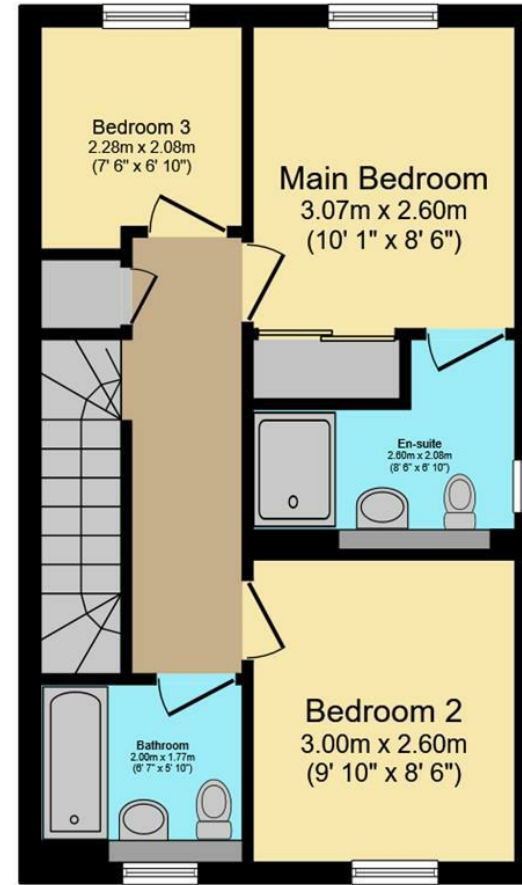 Bedroom 3
2.28m x 2.08m
(7' 6" x 6' 10")
Main Bedroom
3.07m x 2.60m
(10' 1" x 8' 6")
En-suite
2.60m x 2.08m
(8' 6" x 6' 10")
Bedroom 2
3.00m x 2.60m
(9' 10" x 8' 6")
Bathroom
2.00m x 1.77m
(6' 7" x 5' 10")